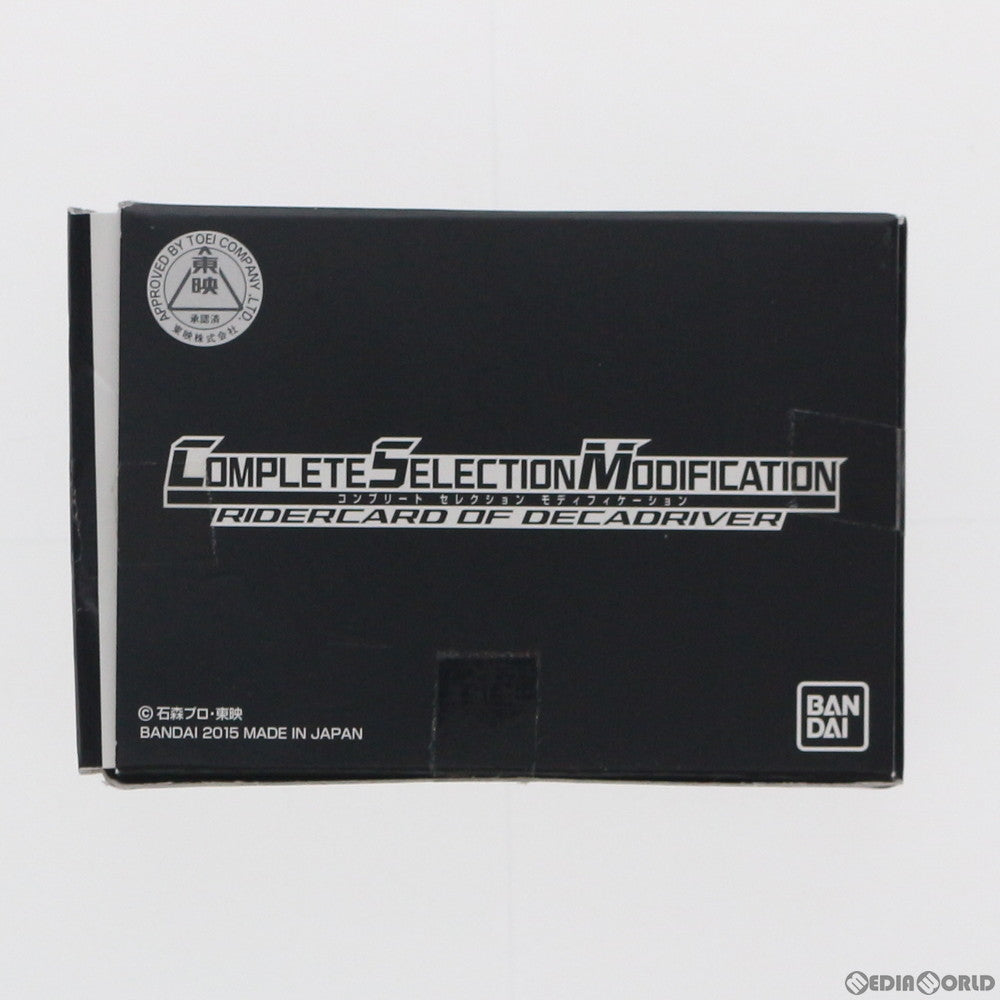 APPROVED BY TOEI COMPANY ,LTD.
東映
承認済
東映株式会社
COMPLETE SELECTION MODIFICATION
コンプリート セレクション モディフィケーション
RIDERCARD OF DECADRIVER
©石森プロ・東映
BANDAI 2015 MADE IN JAPAN
BAN
DAI
MEDIAWORLD